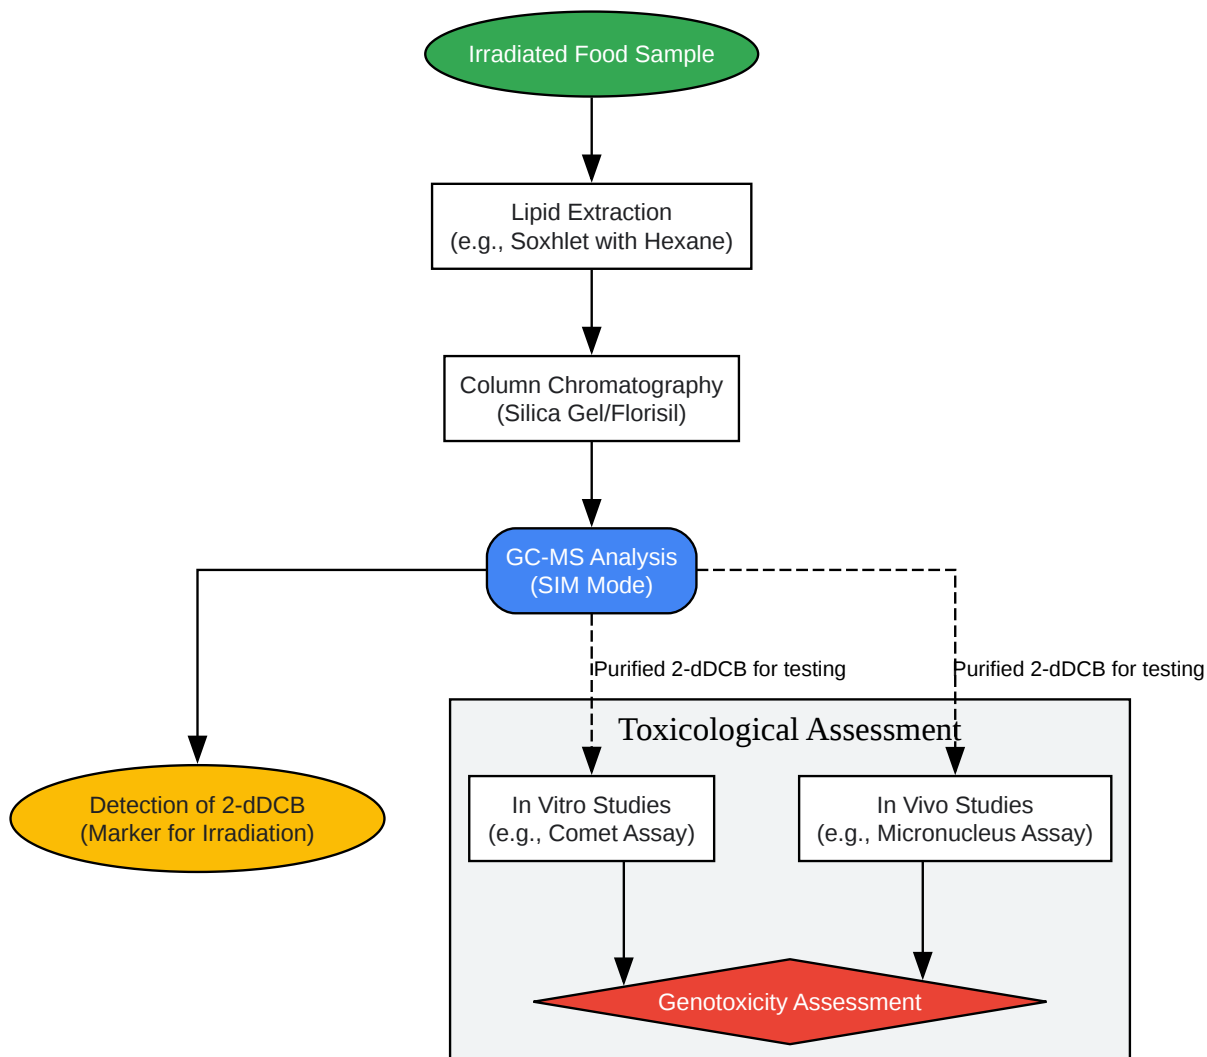 Irradiated Food Sample
Lipid Extraction
(e.g., Soxhlet with Hexane)
Column Chromatography
(Silica Gel/Florisil)
GC-MS Analysis
(SIM Mode)
Purified 2-dDCB for testing
Purified 2-dDCB for testing
Toxicological Assessment
Detection of 2-dDCB
(Marker for Irradiation)
In Vitro Studies
(e.g., Comet Assay)
In Vivo Studies
(e.g., Micronucleus Assay)
Genotoxicity Assessment